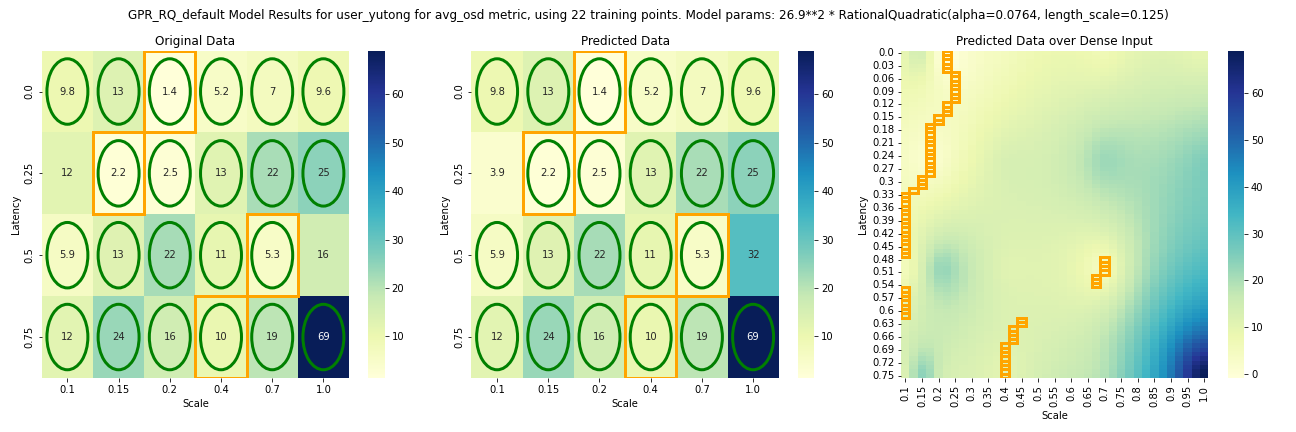 GPR_RQ_default Model Results for user_yutong for avg_osd metric, using 22 training points. Model params: 26.9**2 * RationalQuadratic(alpha=0.0764, length_scale=0.125)
Original Data
9.8 13 1.4 5.2 7 9.6
12 2.2 2.5 13 22 25
5.9 13 22 11 5.3 16
12 24 16 10 19 69
0.0
0.25
0.5
0.75
Latency
0.1 0.15 0.2 0.4 0.7 1.0
Scale
60
50
40
30
20
10
Predicted Data
9.8 13 1.4 5.2 7 9.6
3.9 2.2 2.5 13 22 25
5.9 13 22 11 5.3 32
12 24 16 10 19 69
0.0
0.25
0.5
0.75
Latency
0.1 0.15 0.2 0.4 0.7 1.0
Scale
60
50
40
30
20
10
Predicted Data over Dense Input
0.0
0.03
0.06
0.09
0.12
0.15
0.18
0.21
0.24
0.27
0.3
0.33
0.36
0.39
0.42
0.45
0.48
0.51
0.54
0.57
0.6
0.63
0.66
0.69
0.72
0.75
Latency
0.1 0.15 0.2 0.25 0.3 0.35 0.4 0.45 0.5 0.55 0.6 0.65 0.7 0.75 0.8 0.85 0.9 0.95 1.0
Scale
60
50
40
30
20
10
0